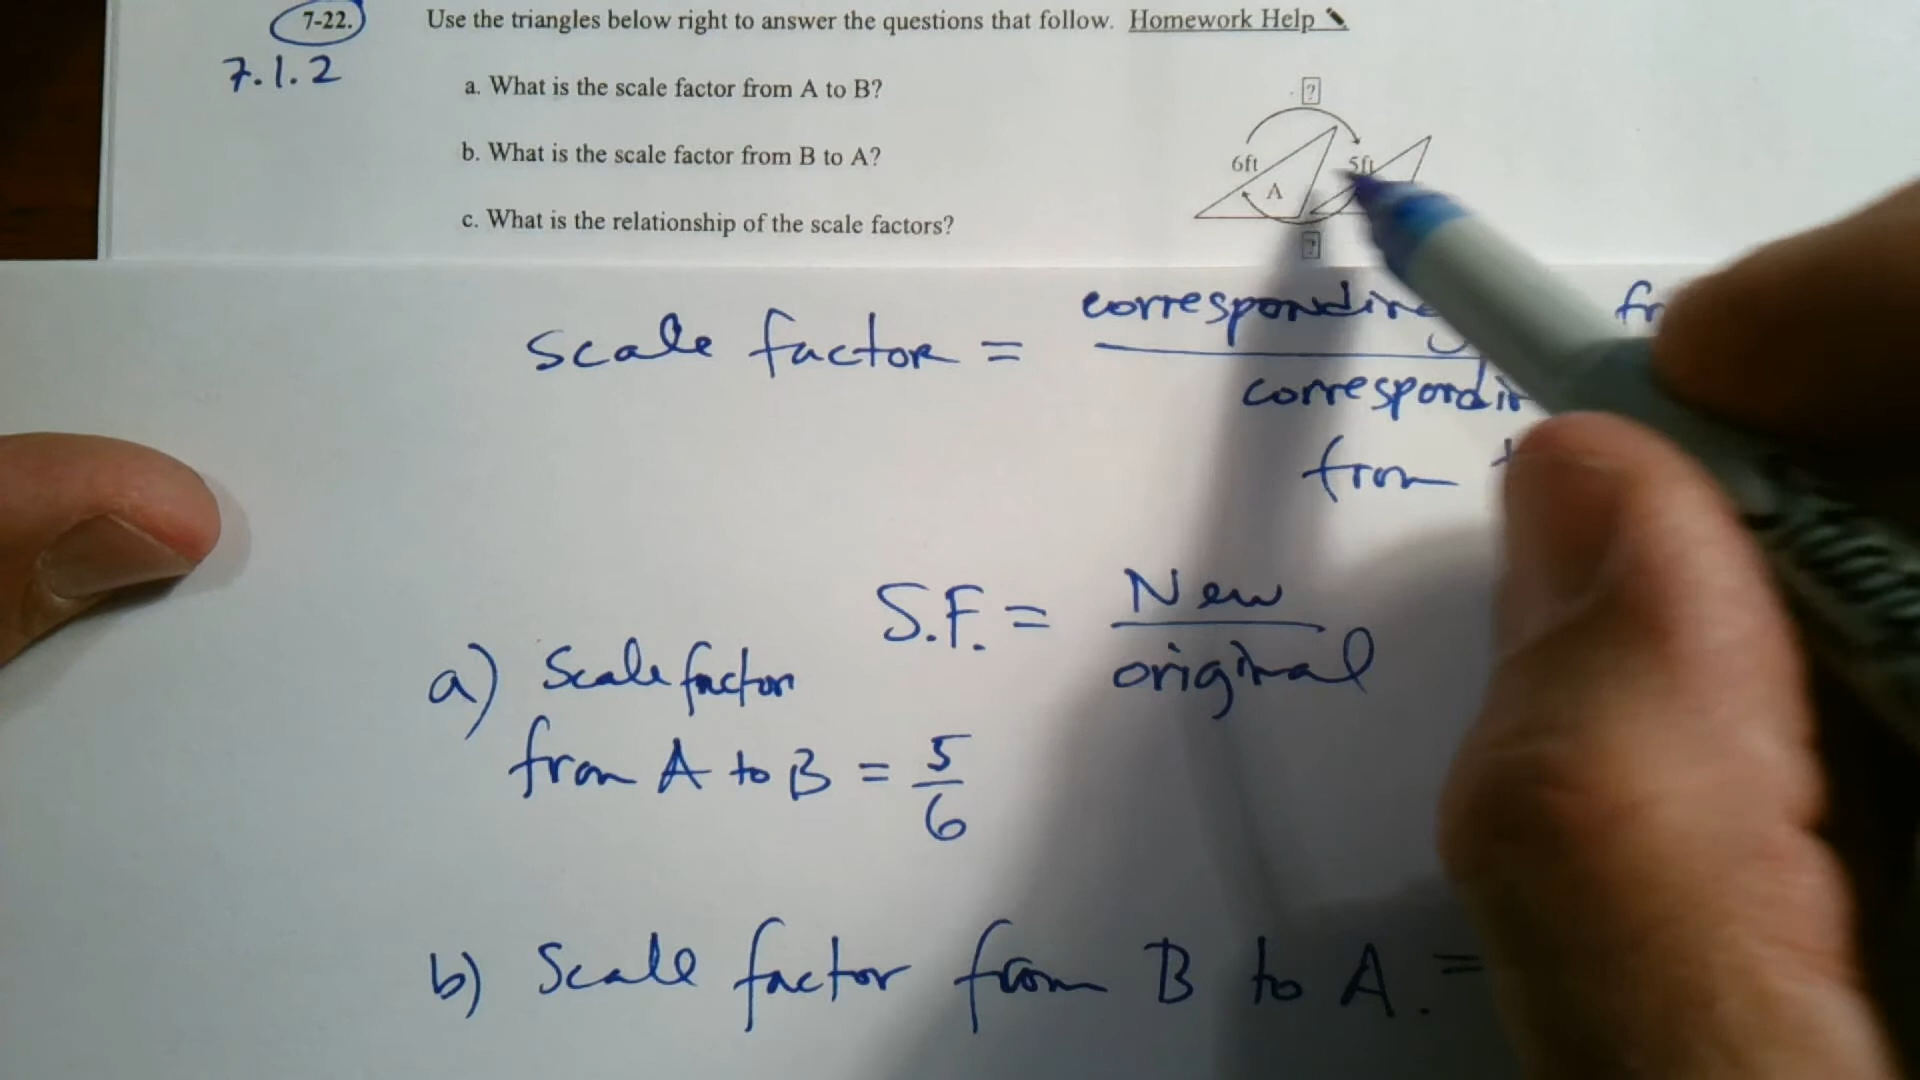 7-22. Use the triangles below right to answer the questions that follow. Homework Help
7.1.2
a. What is the scale factor from A to B?
b. What is the scale factor from B to A?
c. What is the relationship of the scale factors?
?
6ft
5ft
A
?
scale factor = corresponding
from
S.F. = New
original
a) Scale factor
from A to B = 5
6
b) Scale factor from B to A. =